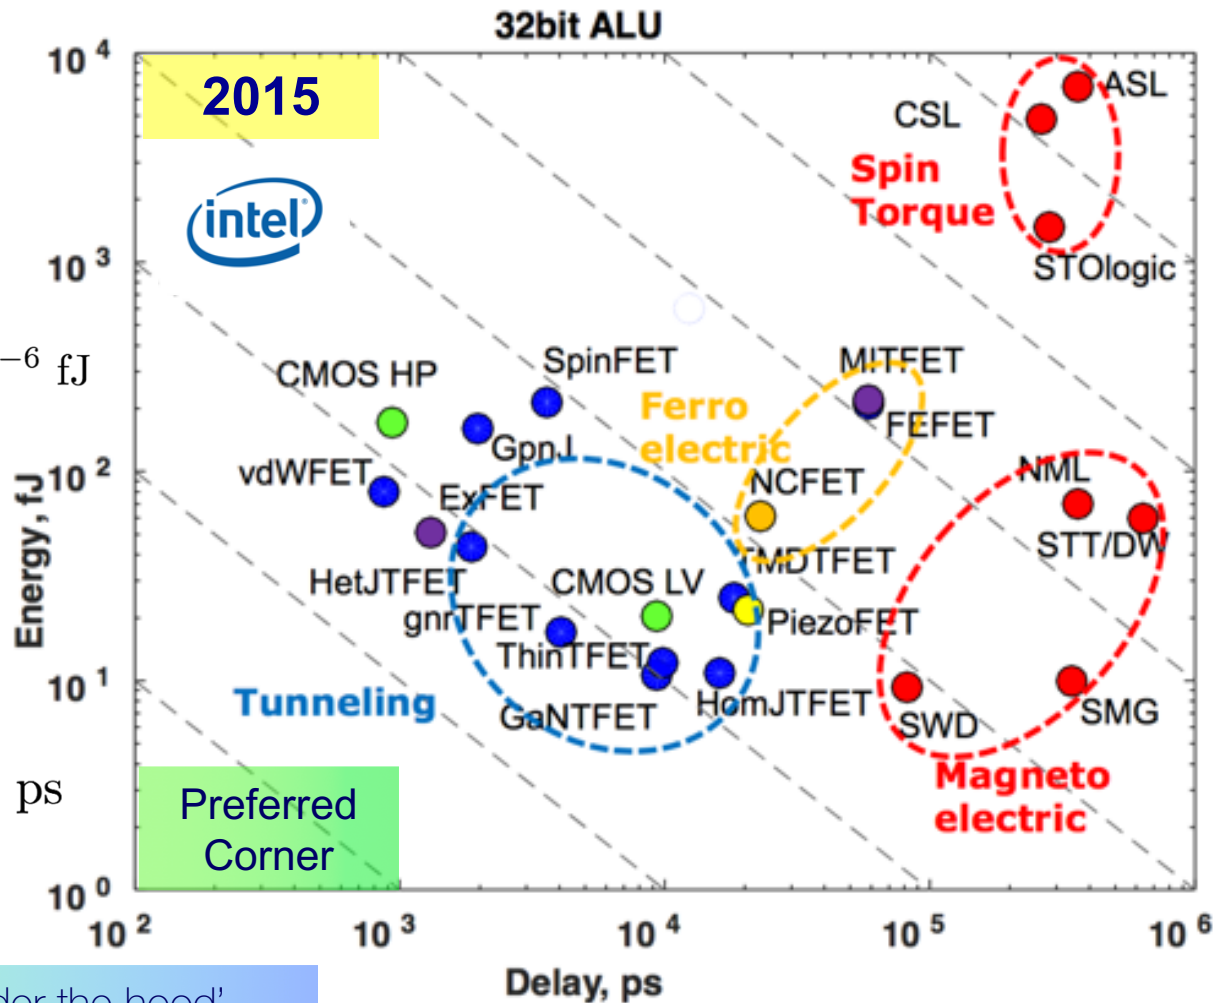 32bit ALU
10⁴
2015
ASL
CSL
intel
Spin
Torque
10³
STOlogic
⁻⁶ fJ
CMOS HP
SpinFET
MITFET
Ferro
electric
FEFET
GpnJ
vdWFET
10²
ExFET
NCFET
NML
STT/DW
HetJTFET
CMOS LV
TMDTFET
gnrTFET
PiezoFET
ThinTFET
10¹
Tunneling
GaNTFET
HomJTFET
SWD
SMG
Magneto
electric
ps
Preferred
Corner
10⁰
10²
10³
10⁴
10⁵
10⁶
Energy, fJ
Delay, ps